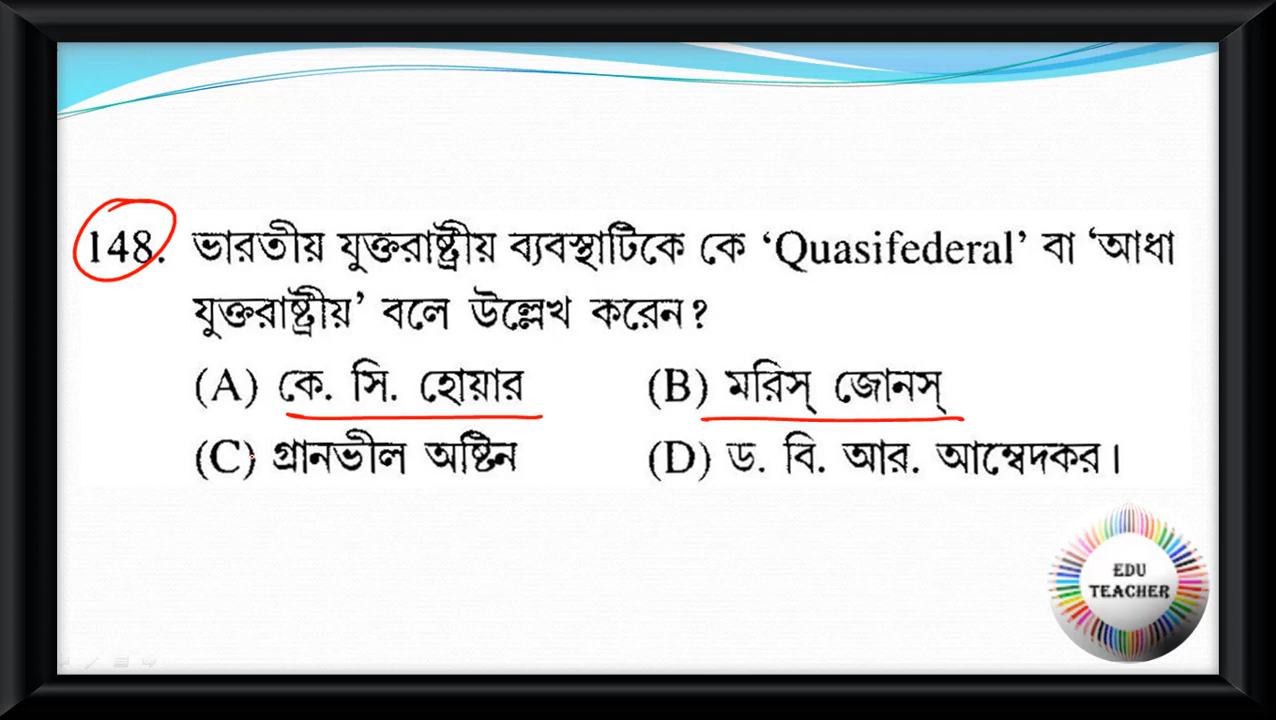 148. ভারতীয় যুক্তরাষ্ট্রীয় ব্যবস্থাটিকে কে ‘Quasifederal’ বা ‘আধা
যুক্তরাষ্ট্রীয়’ বলে উল্লেখ করেন?
(A) কে. সি. হোয়ার (B) মরিস্ জোনস্
(C) গ্রানভীল অষ্টিন (D) ড. বি. আর. আম্বেদকর।
EDU
TEACHER